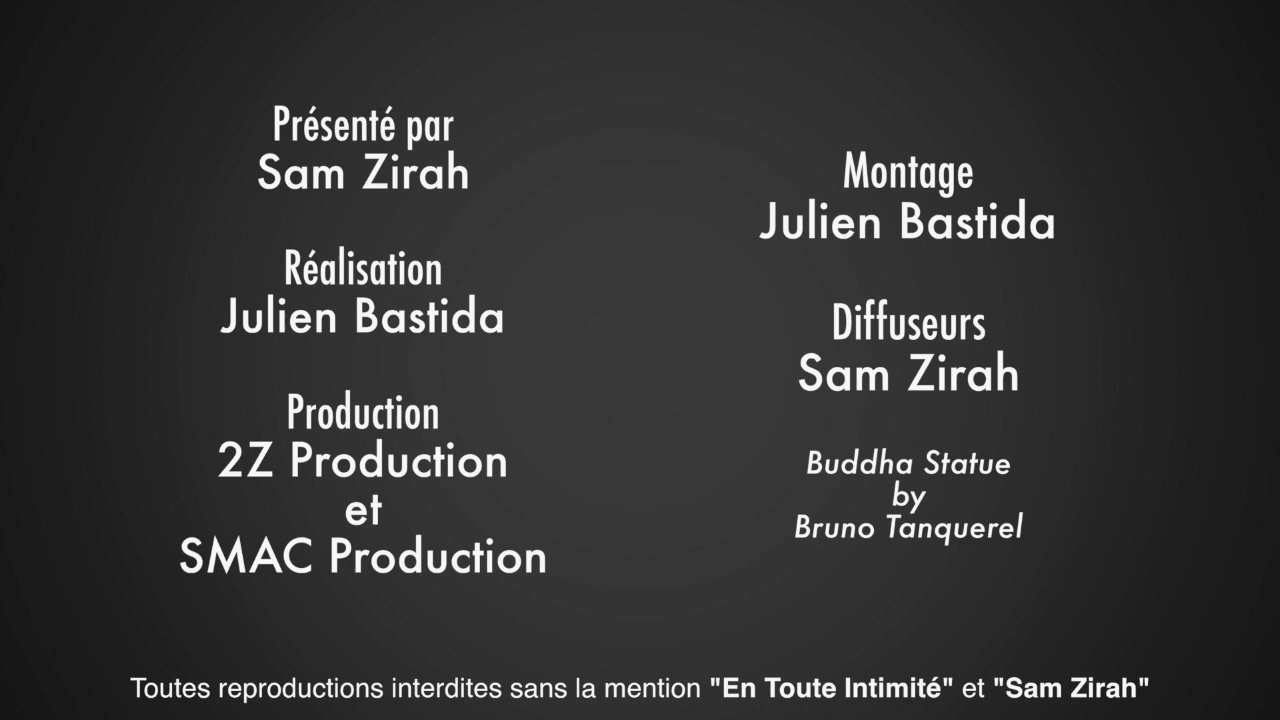 Présenté par
Sam Zirah
Réalisation
Julien Bastida
Production
2Z Production
et
SMAC Production
Montage
Julien Bastida
Diffuseurs
Sam Zirah
Buddha Statue
by
Bruno Tanquerel
Toutes reproductions interdites sans la mention "En Toute Intimité" et "Sam Zirah"